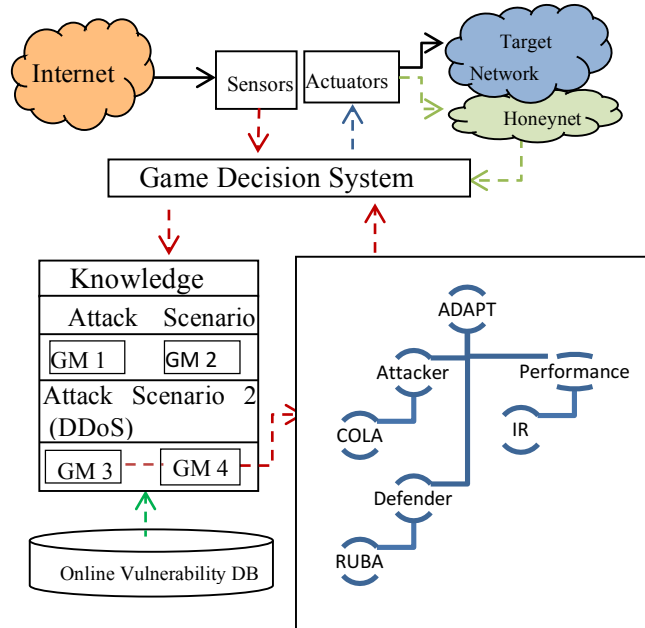 Internet
Sensors
Actuators
Target
Network
Honeynet
Game Decision System
Knowledge
Attack Scenario
GM 1
GM 2
Attack Scenario 2
(DDoS)
GM 3
GM 4
Online Vulnerability DB
ADAPT
Attacker
Performance
COLA
IR
Defender
RUBA